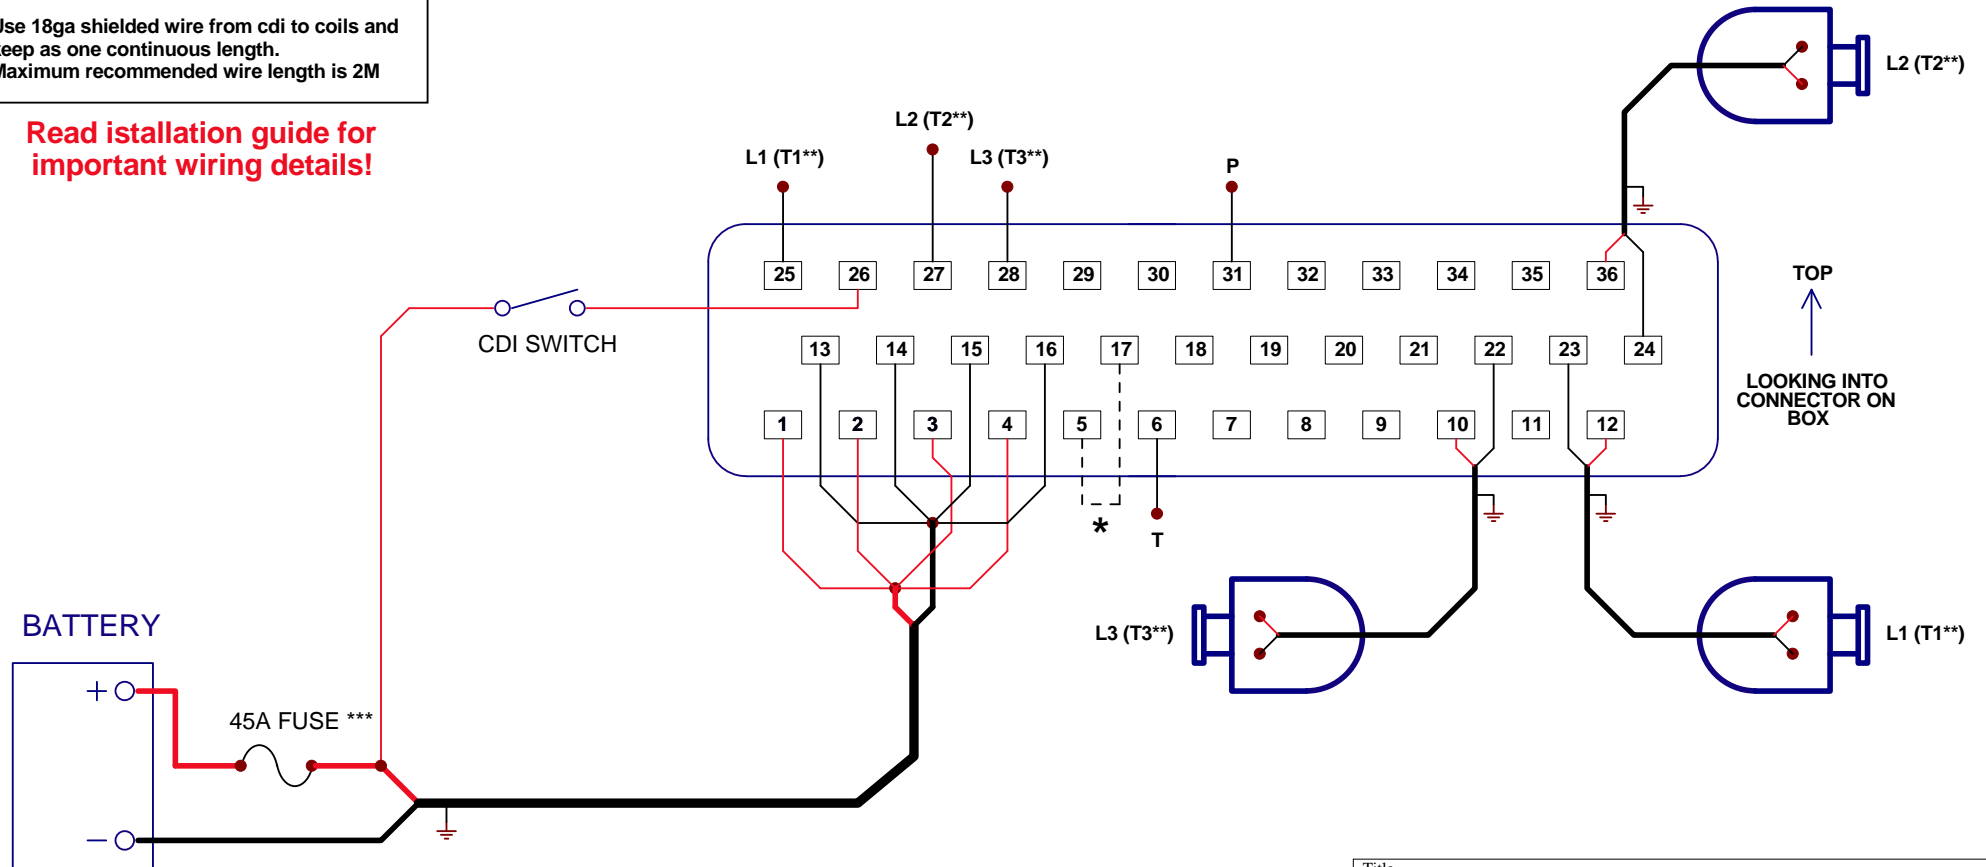 Use 18ga shielded wire from cdi to coils and
keep as one continuous length.
Maximum recommended wire length is 2M
Read istallation guide for
important wiring details!
L2 (T2**)
L2 (T2**)
L1 (T1**)
L3 (T3**)
P
25 26 27 28 29 30 31 32 33 34 35 36
TOP
CDI SWITCH
13 14 15 16 17 18 19 20 21 22 23 24
LOOKING INTO
CONNECTOR ON
BOX
1 2 3 4 5 6 7 8 9 10 11 12
*
T
BATTERY
L3 (T3**)
L1 (T1**)
+
45A FUSE ***
−
Title